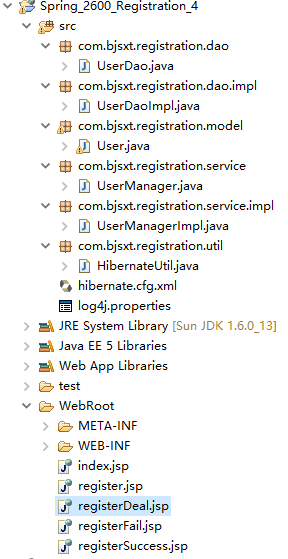 Spring_2600_Registration_4
src
com.bjsxt.registration.dao
UserDao.java
com.bjsxt.registration.dao.impl
UserDaoImpl.java
com.bjsxt.registration.model
User.java
com.bjsxt.registration.service
UserManager.java
com.bjsxt.registration.service.impl
UserManagerImpl.java
com.bjsxt.registration.util
HibernateUtil.java
hibernate.cfg.xml
log4j.properties
JRE System Library [Sun JDK 1.6.0_13]
Java EE 5 Libraries
Web App Libraries
test
WebRoot
META-INF
WEB-INF
index.jsp
register.jsp
registerDeal.jsp
registerFail.jsp
registerSuccess.jsp